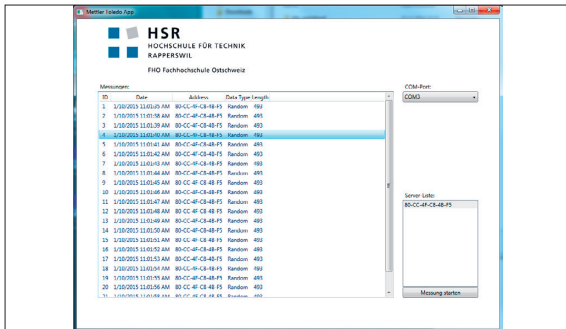 Mettler Toledo App
HSR
HOCHSCHULE FÜR TECHNIK
RAPPERSWIL
FHO Fachhochschule Ostschweiz
Messungen:
COM-Port:
COM3
ID Date Address Data Type Length
1 1/10/2015 11:01:35 AM 80-CC-4F-C8-4B-F5 Random 493
2 1/10/2015 11:01:38 AM 80-CC-4F-C8-4B-F5 Random 493
3 1/10/2015 11:01:39 AM 80-CC-4F-C8-4B-F5 Random 493
4 1/10/2015 11:01:40 AM 80-CC-4F-C8-4B-F5 Random 493
5 1/10/2015 11:01:41 AM 80-CC-4F-C8-4B-F5 Random 493
6 1/10/2015 11:01:42 AM 80-CC-4F-C8-4B-F5 Random 493
7 1/10/2015 11:01:43 AM 80-CC-4F-C8-4B-F5 Random 493
8 1/10/2015 11:01:44 AM 80-CC-4F-C8-4B-F5 Random 493
9 1/10/2015 11:01:45 AM 80-CC-4F-C8-4B-F5 Random 493
10 1/10/2015 11:01:46 AM 80-CC-4F-C8-4B-F5 Random 493
11 1/10/2015 11:01:47 AM 80-CC-4F-C8-4B-F5 Random 493
12 1/10/2015 11:01:48 AM 80-CC-4F-C8-4B-F5 Random 493
13 1/10/2015 11:01:49 AM 80-CC-4F-C8-4B-F5 Random 493
14 1/10/2015 11:01:50 AM 80-CC-4F-C8-4B-F5 Random 493
15 1/10/2015 11:01:51 AM 80-CC-4F-C8-4B-F5 Random 493
16 1/10/2015 11:01:52 AM 80-CC-4F-C8-4B-F5 Random 493
17 1/10/2015 11:01:53 AM 80-CC-4F-C8-4B-F5 Random 493
18 1/10/2015 11:01:54 AM 80-CC-4F-C8-4B-F5 Random 493
19 1/10/2015 11:01:55 AM 80-CC-4F-C8-4B-F5 Random 493
20 1/10/2015 11:01:56 AM 80-CC-4F-C8-4B-F5 Random 493
Server Liste:
80-CC-4F-C8-4B-F5
Messung starten